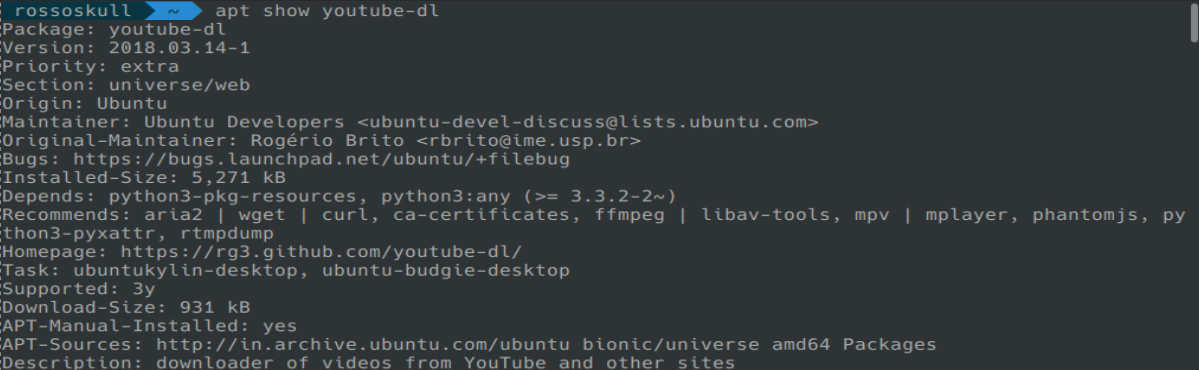 rossoskull ~ apt show youtube-dl
Package: youtube-dl
Version: 2018.03.14-1
Priority: extra
Section: universe/web
Origin: Ubuntu
Maintainer: Ubuntu Developers <ubuntu-devel-discuss@lists.ubuntu.com>
Original-Maintainer: Rogério Brito <rbrito@ime.usp.br>
Bugs: https://bugs.launchpad.net/ubuntu/+filebug
Installed-Size: 5,271 kB
Depends: python3-pkg-resources, python3:any (>= 3.3.2-2~)
Recommends: aria2 | wget | curl, ca-certificates, ffmpeg | libav-tools, mpv | mplayer, phantomjs, py
thon3-pyxattr, rtmpdump
Homepage: https://rg3.github.com/youtube-dl/
Task: ubuntukylin-desktop, ubuntu-budgie-desktop
Supported: 3y
Download-Size: 931 kB
APT-Manual-Installed: yes
APT-Sources: http://in.archive.ubuntu.com/ubuntu bionic/universe amd64 Packages
Description: downloader of videos from YouTube and other sites